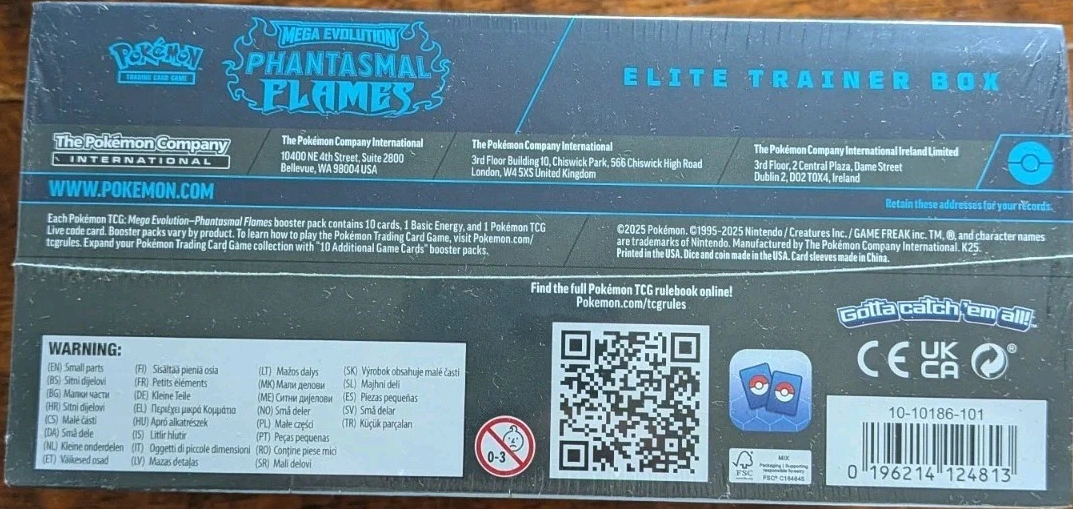 POKÉMON
TRADING CARD GAME
MEGA EVOLUTION
PHANTASMAL
FLAMES
ELITE TRAINER BOX
The Pokémon Company
INTERNATIONAL
The Pokémon Company International
10400 NE 4th Street, Suite 2800
Bellevue, WA 98004 USA
The Pokémon Company International
3rd Floor Building 10, Chiswick Park, 566 Chiswick High Road
London, W4 5XS United Kingdom
The Pokémon Company International Ireland Limited
3rd Floor, 2 Central Plaza, Dame Street
Dublin 2, D02 T0X4, Ireland
WWW.POKEMON.COM
Retain these addresses for your records.
Each Pokémon TCG: Mega Evolution–Phantasmal Flames booster pack contains 10 cards, 1 Basic Energy, and 1 Pokémon TCG
Live code card. Booster packs vary by product. To learn how to play the Pokémon Trading Card Game, visit Pokemon.com/
tcgrules. Expand your Pokémon Trading Card Game collection with "10 Additional Game Cards" booster packs.
©2025 Pokémon. ©1995-2025 Nintendo / Creatures Inc. / GAME FREAK inc. TM, ®, and character names
are trademarks of Nintendo. Manufactured by The Pokémon Company International. K25.
Printed in the USA. Dice and coin made in the USA. Card sleeves made in China.
Find the full Pokémon TCG rulebook online!
Pokemon.com/tcgrules
Gotta catch 'em all!™
CE UK CA ®
WARNING:
(EN) Small parts
(BS) Sitni dijelovi
(BG) Малки части
(HR) Sitni dijelovi
(CS) Malé části
(DA) Små dele
(NL) Kleine onderdelen
(ET) Väikesed osad
(FI) Sisältää pieniä osia
(FR) Petits éléments
(DE) Kleine Teile
(EL) Περιέχει μικρά Κομμάτια
(HU) Apró alkatrészek
(IS) Litlir hlutir
(IT) Oggetti di piccole dimensioni
(LV) Mazas detaļas
(LT) Mažos dalys
(MK) Мали делови
(ME) Ситни дијелови
(NO) Små deler
(PL) Małe części
(PT) Peças pequenas
(RO) Conține piese mici
(SR) Mali delovi
(SK) Výrobok obsahuje malé časti
(SL) Majhni deli
(ES) Piezas pequeñas
(SV) Små delar
(TR) Küçük parçaları
0-3
FSC
MIX
Packaging | Supporting
responsible forestry
FSC® C184845
10-10186-101
0 196214 124813